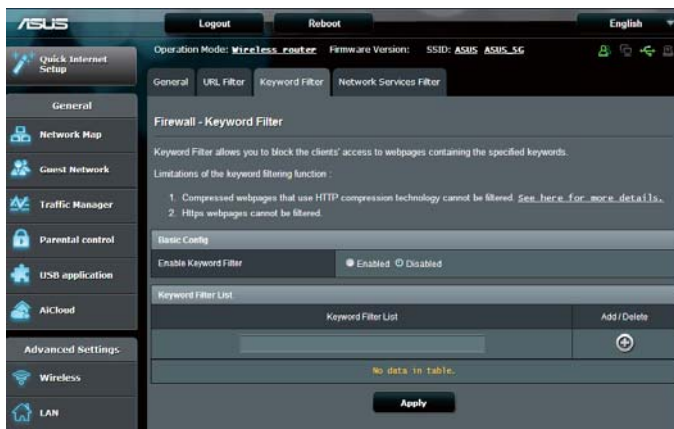 ASUS
Logout
Reboot
English
Quick Internet
Setup
Operation Mode: Wireless router Firmware Version: SSID: ASUS ASUS_5G
General
URL Filter
Keyword Filter
Network Services Filter
General
Network Map
Guest Network
Traffic Manager
Parental control
USB application
AiCloud
Advanced Settings
Wireless
LAN
Firewall - Keyword Filter
Keyword Filter allows you to block the clients' access to webpages containing the specified keywords.
Limitations of the keyword filtering function :
1. Compressed webpages that use HTTP compression technology cannot be filtered. See here for more details.
2. Https webpages cannot be filtered.
Basic Config
Enable Keyword Filter
Enabled Disabled
Keyword Filter List
Keyword Filter List
Add / Delete
No data in table.
Apply